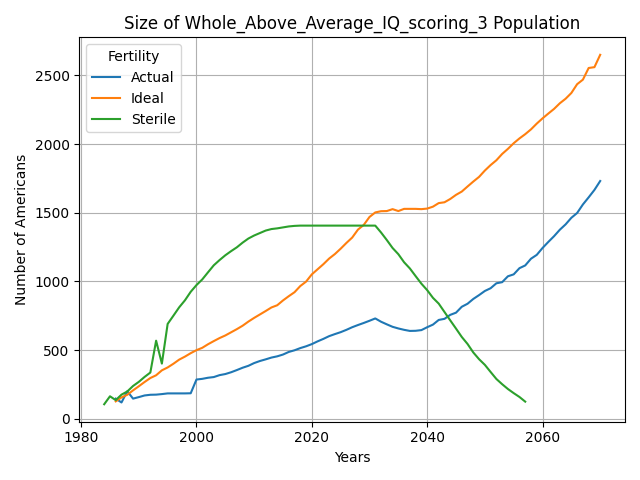 Size of Whole_Above_Average_IQ_scoring_3 Population
Fertility
Actual
Ideal
Sterile
2500
2000
1500
1000
500
0
Number of Americans
1980
2000
2020
2040
2060
Years